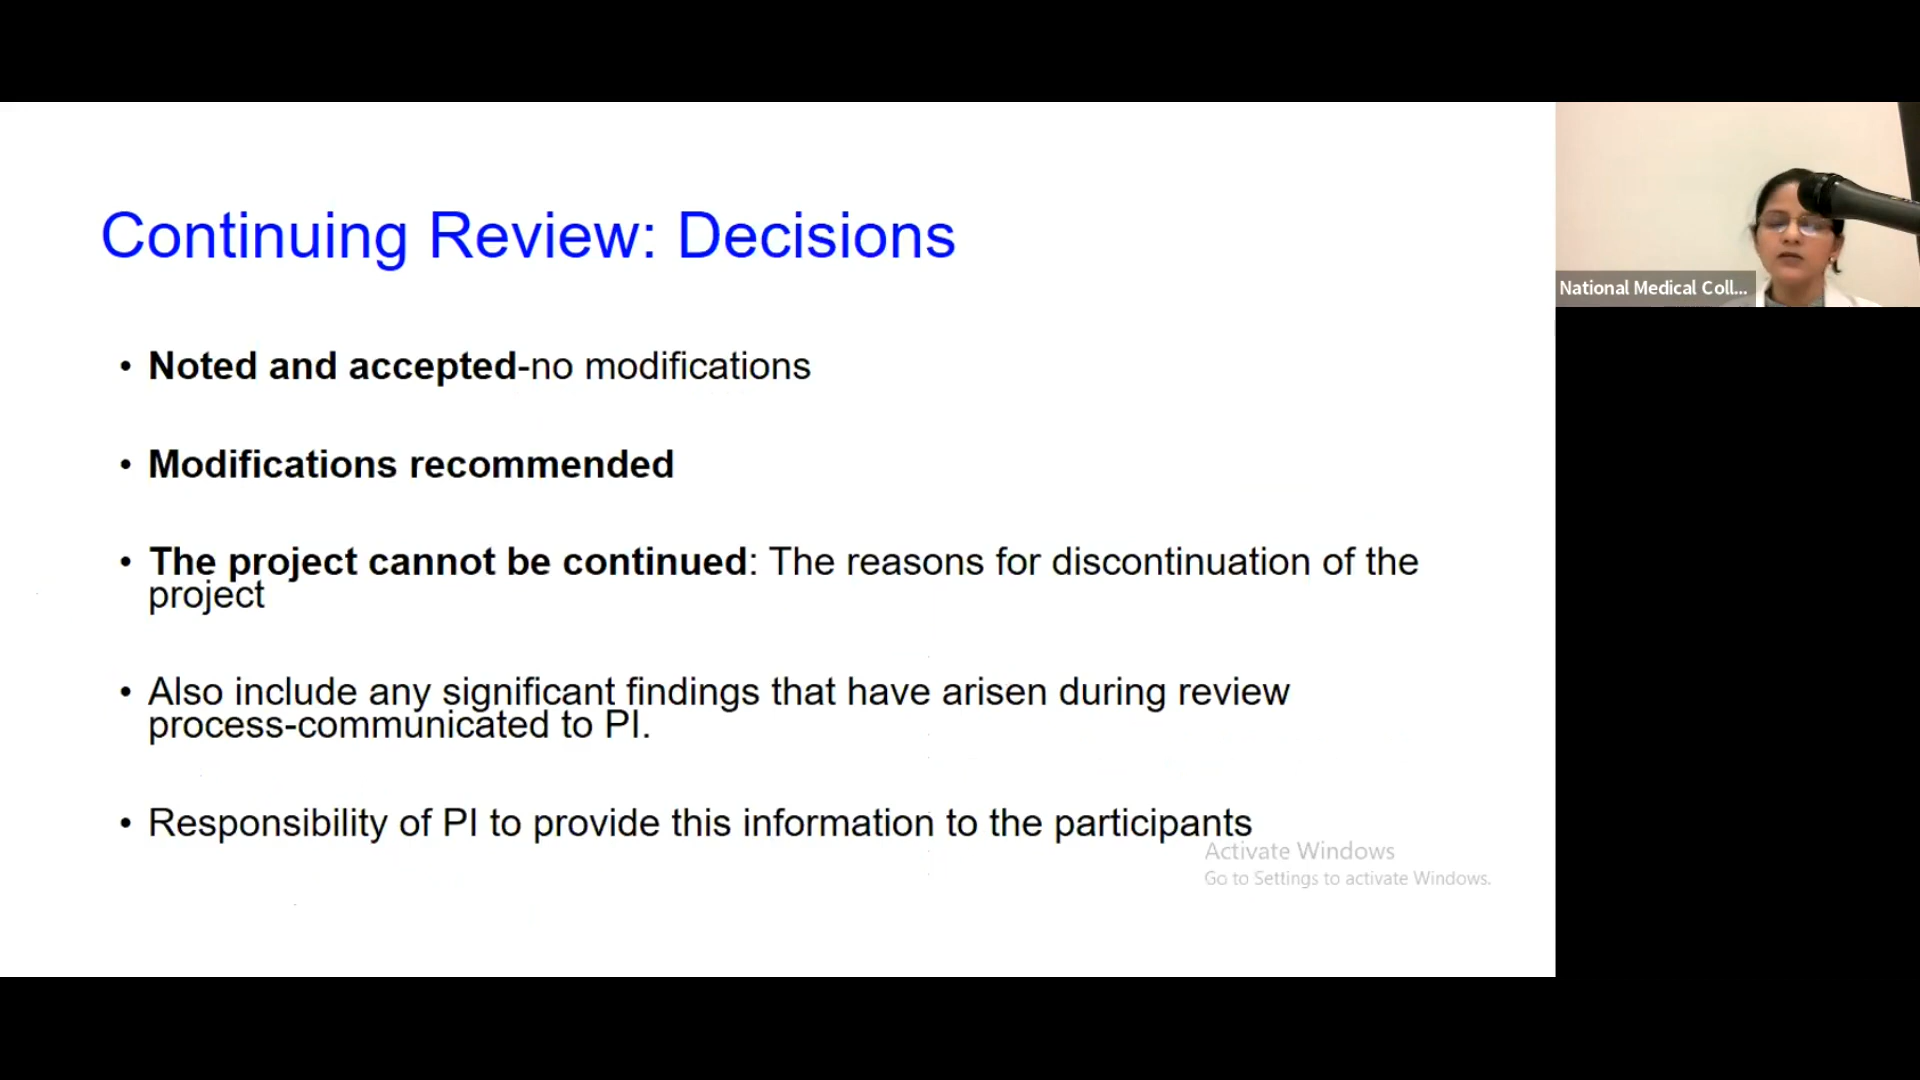 Continuing Review: Decisions
• Noted and accepted-no modifications
• Modifications recommended
• The project cannot be continued: The reasons for discontinuation of the
project
• Also include any significant findings that have arisen during review
process-communicated to PI.
• Responsibility of PI to provide this information to the participants
Activate Windows
Go to Settings to activate Windows.
National Medical Coll...